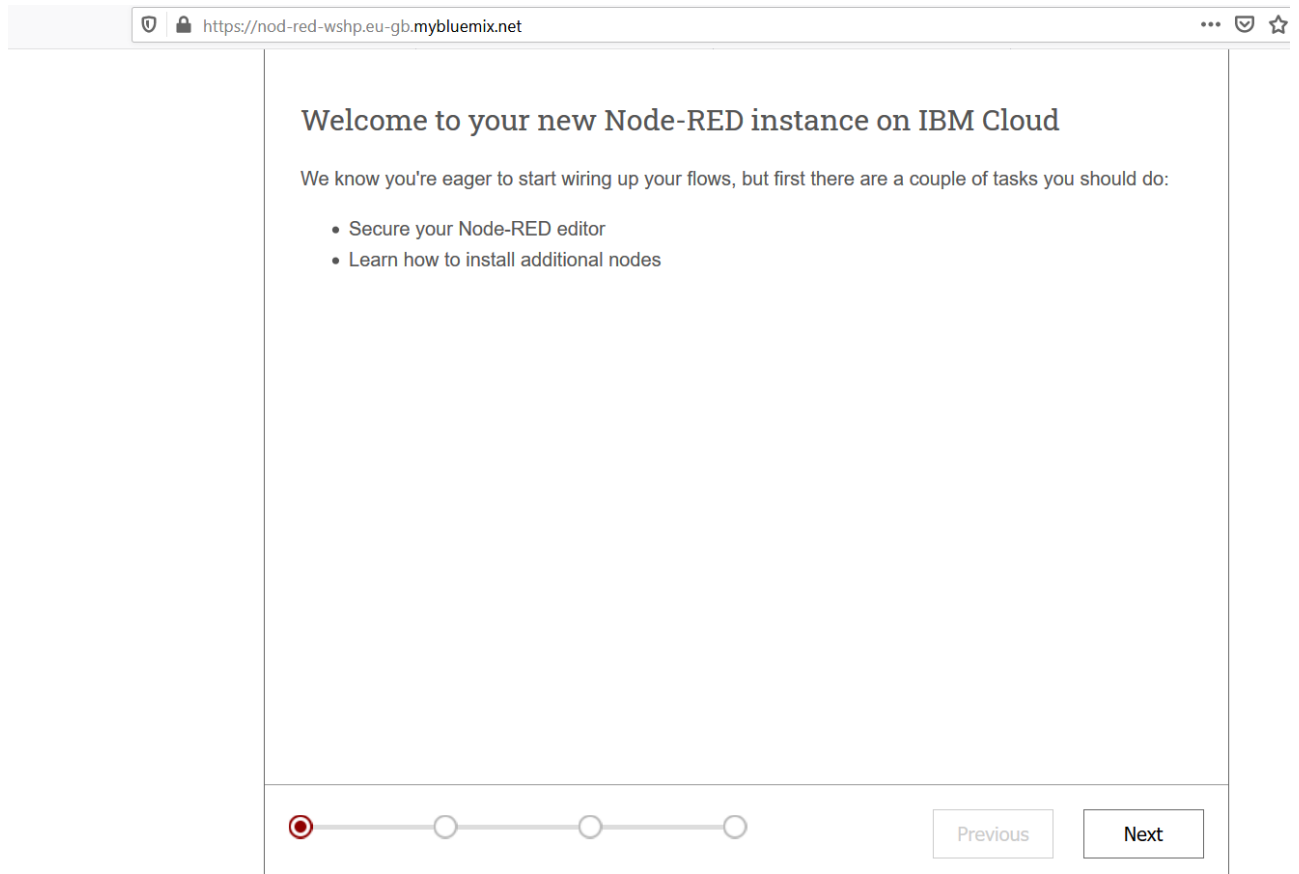 https://nod-red-wshp.eu-gb.mybluemix.net
Welcome to your new Node-RED instance on IBM Cloud
We know you're eager to start wiring up your flows, but first there are a couple of tasks you should do:
Secure your Node-RED editor
Learn how to install additional nodes
Previous
Next